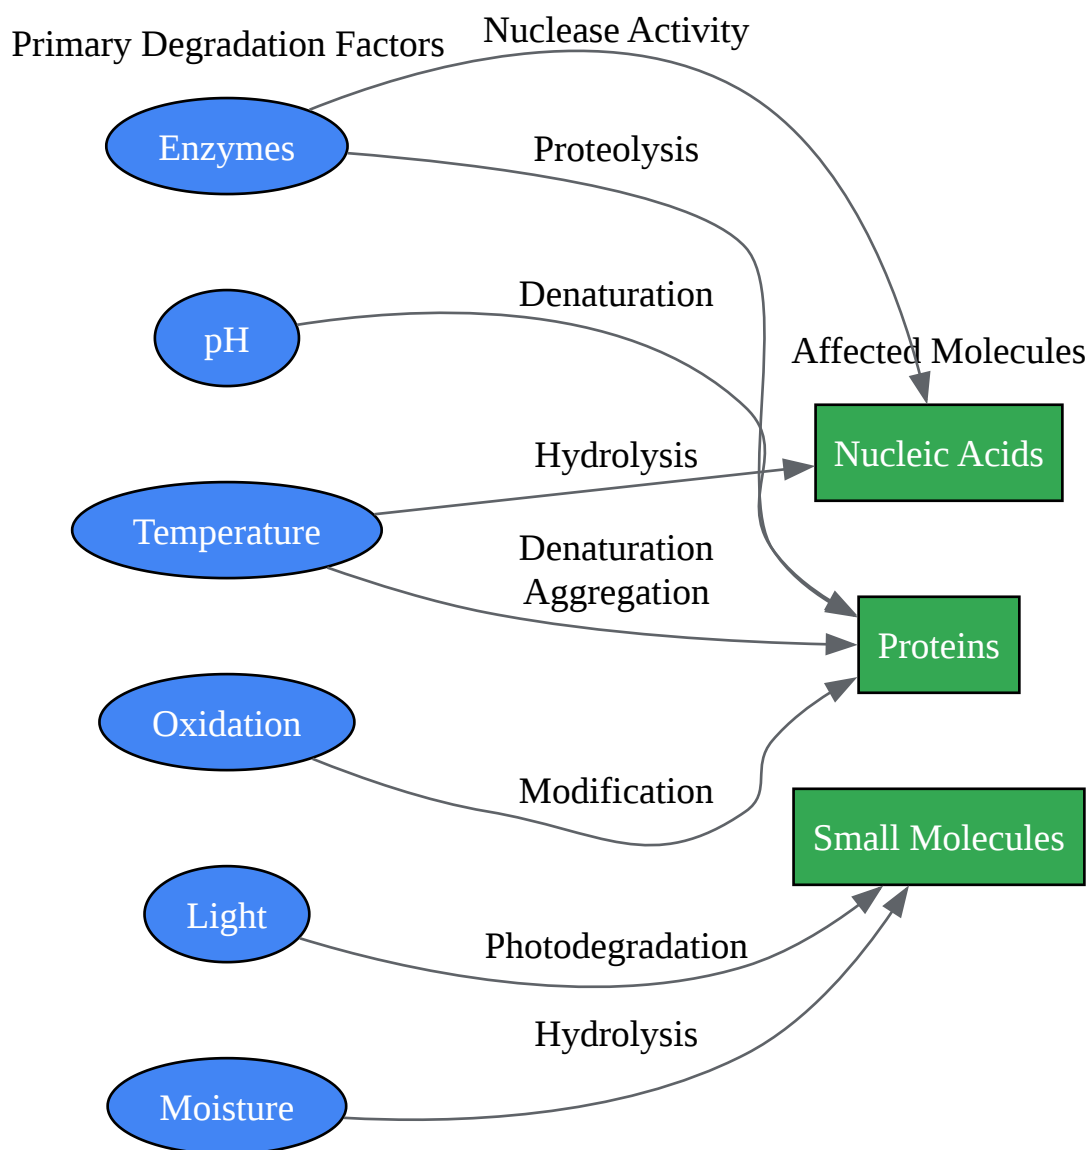 Primary Degradation Factors
Nuclease Activity
Enzymes
Proteolysis
Denaturation
pH
Affected Molecules
Hydrolysis
Nucleic Acids
Temperature
Denaturation
Aggregation
Proteins
Oxidation
Modification
Small Molecules
Light
Photodegradation
Hydrolysis
Moisture